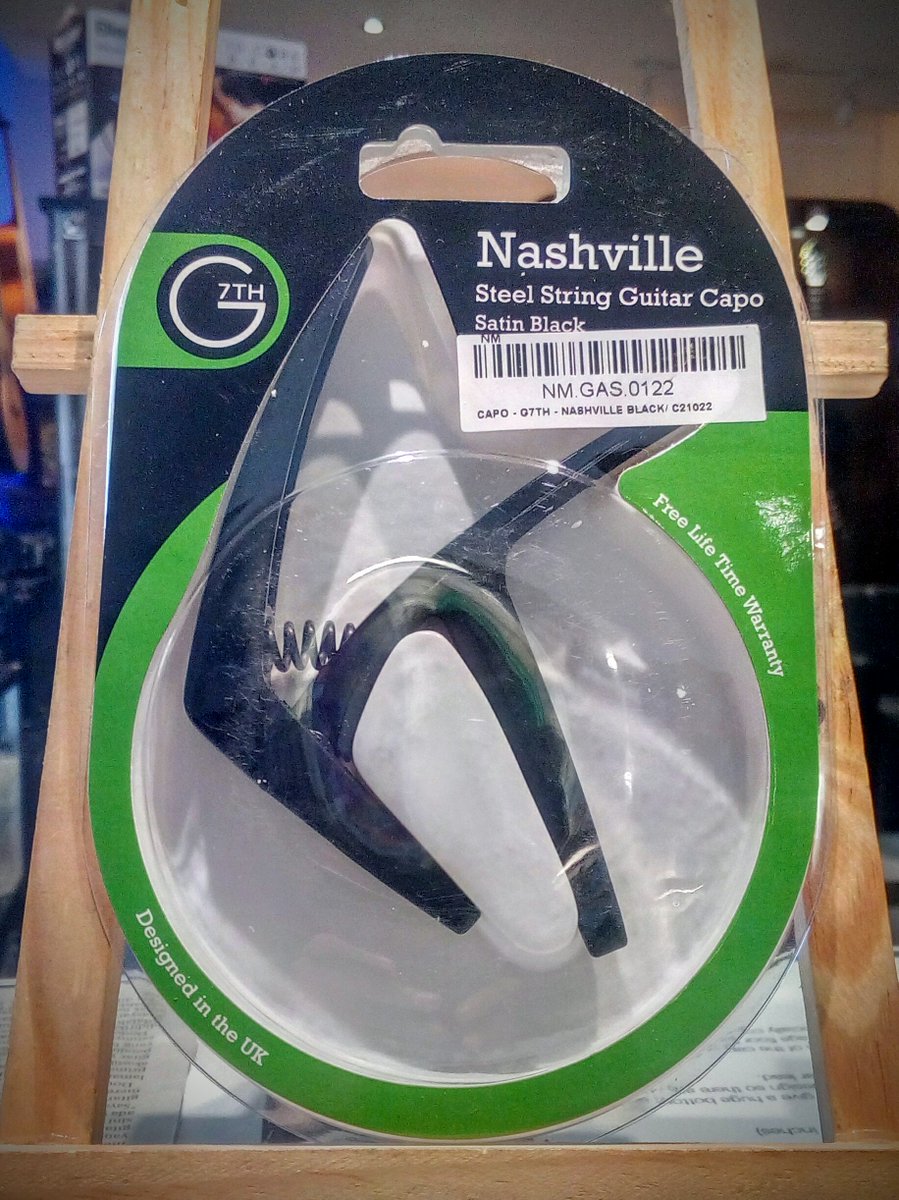 G
7TH
Nashville
Steel String Guitar Capo
Satin Black
NM
NM.GAS.0122
CAPO - G7TH - NASHVILLE BLACK/ C21022
Free Life Time Warranty
Designed in the UK